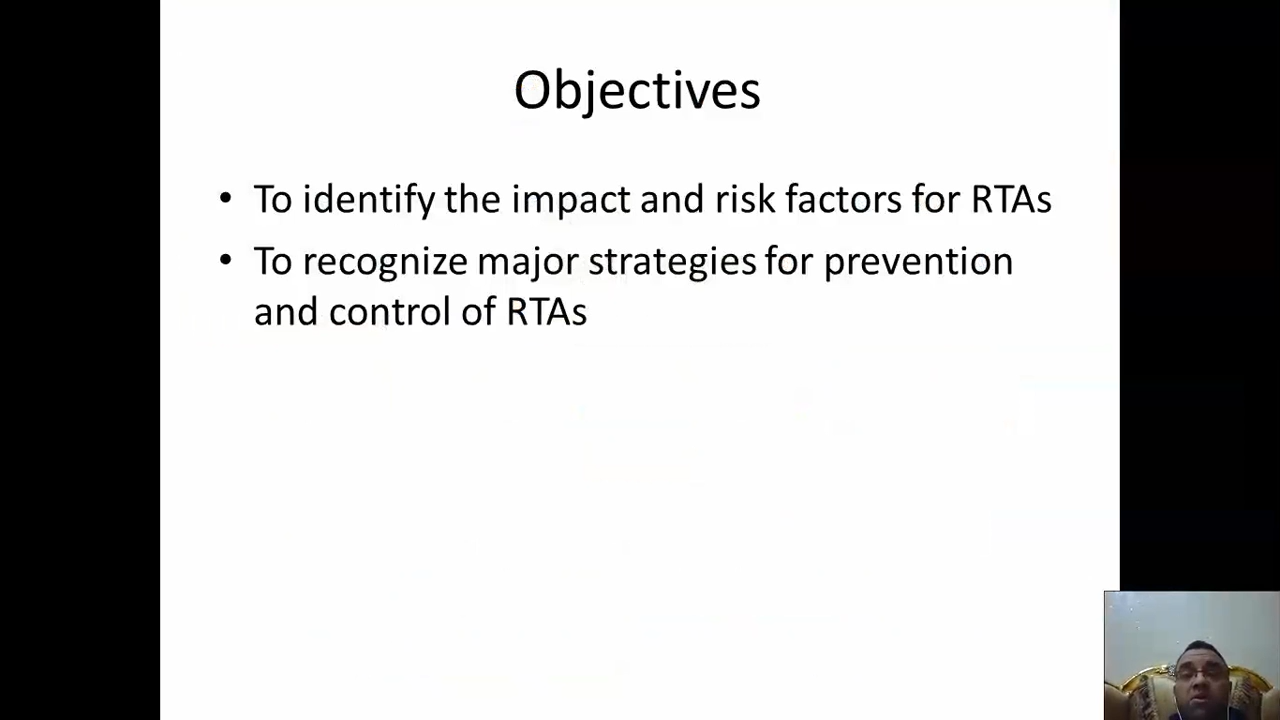 Objectives
• To identify the impact and risk factors for RTAs
• To recognize major strategies for prevention
and control of RTAs